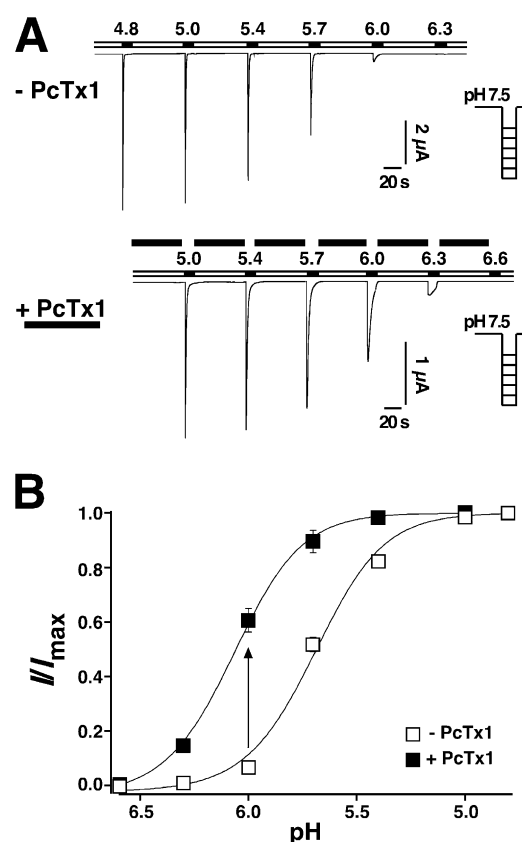 A
4.8 5.0 5.4 5.7 6.0 6.3
- PcTx1
pH 7.5
2 µA
20 s
5.0 5.4 5.7 6.0 6.3 6.6
+ PcTx1
pH 7.5
1 µA
20 s
B
1.0
0.8
0.6
0.4
0.2
0.0
I/Imax
- PcTx1
+ PcTx1
6.5 6.0 5.5 5.0
pH